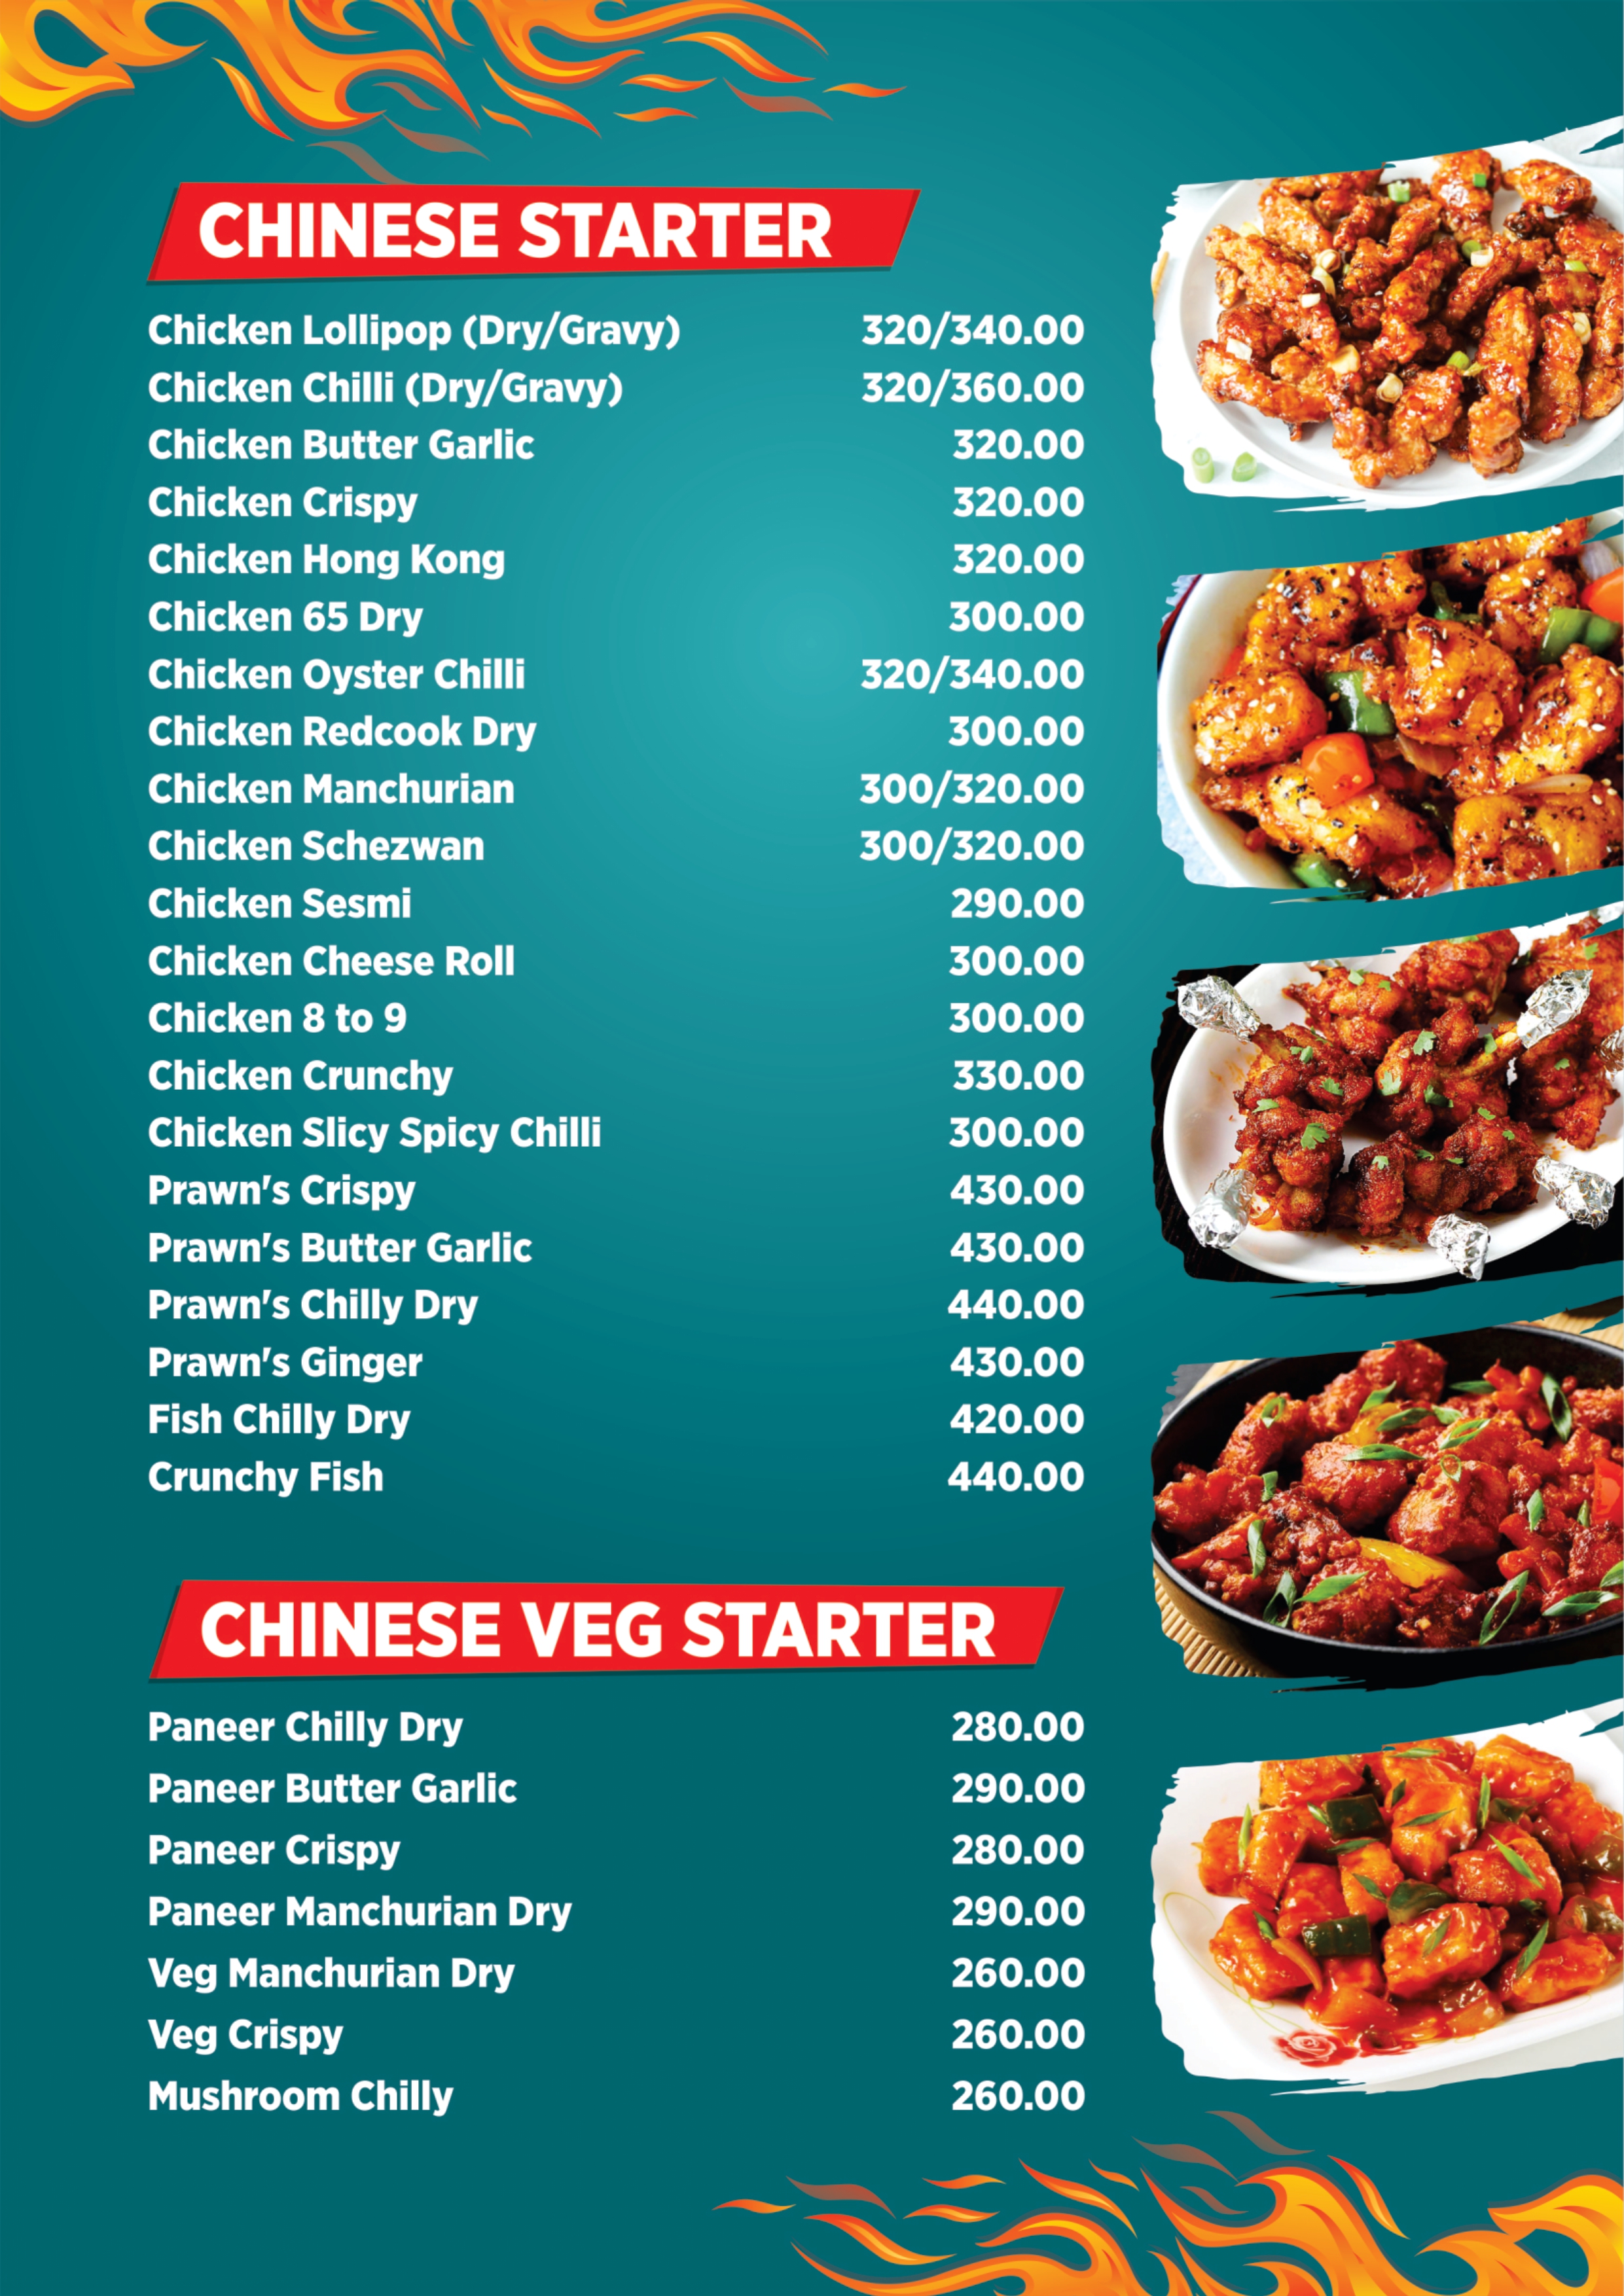 CHINESE STARTER
Chicken Lollipop (Dry/Gravy) 320/340.00
Chicken Chilli (Dry/Gravy) 320/360.00
Chicken Butter Garlic 320.00
Chicken Crispy 320.00
Chicken Hong Kong 320.00
Chicken 65 Dry 300.00
Chicken Oyster Chilli 320/340.00
Chicken Redcook Dry 300.00
Chicken Manchurian 300/320.00
Chicken Schezwan 300/320.00
Chicken Sesmi 290.00
Chicken Cheese Roll 300.00
Chicken 8 to 9 300.00
Chicken Crunchy 330.00
Chicken Slicy Spicy Chilli 300.00
Prawn's Crispy 430.00
Prawn's Butter Garlic 430.00
Prawn's Chilly Dry 440.00
Prawn's Ginger 430.00
Fish Chilly Dry 420.00
Crunchy Fish 440.00
CHINESE VEG STARTER
Paneer Chilly Dry 280.00
Paneer Butter Garlic 290.00
Paneer Crispy 280.00
Paneer Manchurian Dry 290.00
Veg Manchurian Dry 260.00
Veg Crispy 260.00
Mushroom Chilly 260.00